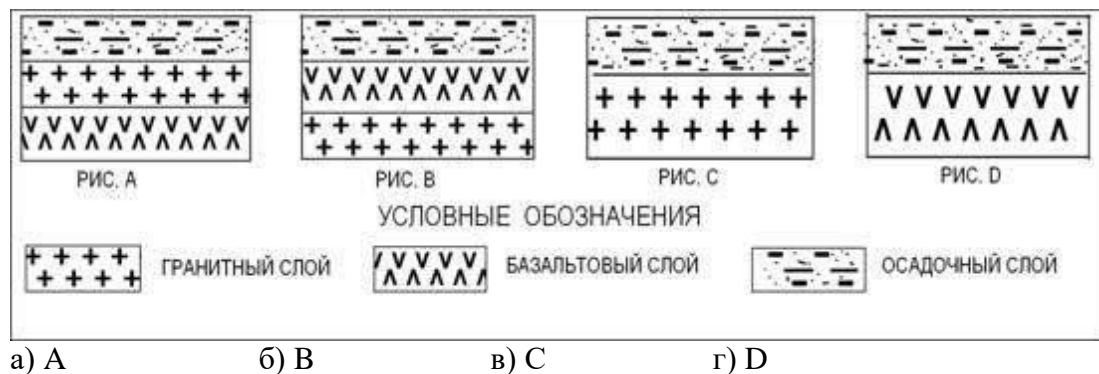 РИС. A РИС. B РИС. C РИС. D
УСЛОВНЫЕ ОБОЗНАЧЕНИЯ
ГРАНИТНЫЙ СЛОЙ БАЗАЛЬТОВЫЙ СЛОЙ ОСАДОЧНЫЙ СЛОЙ
а) A б) B в) C г) D